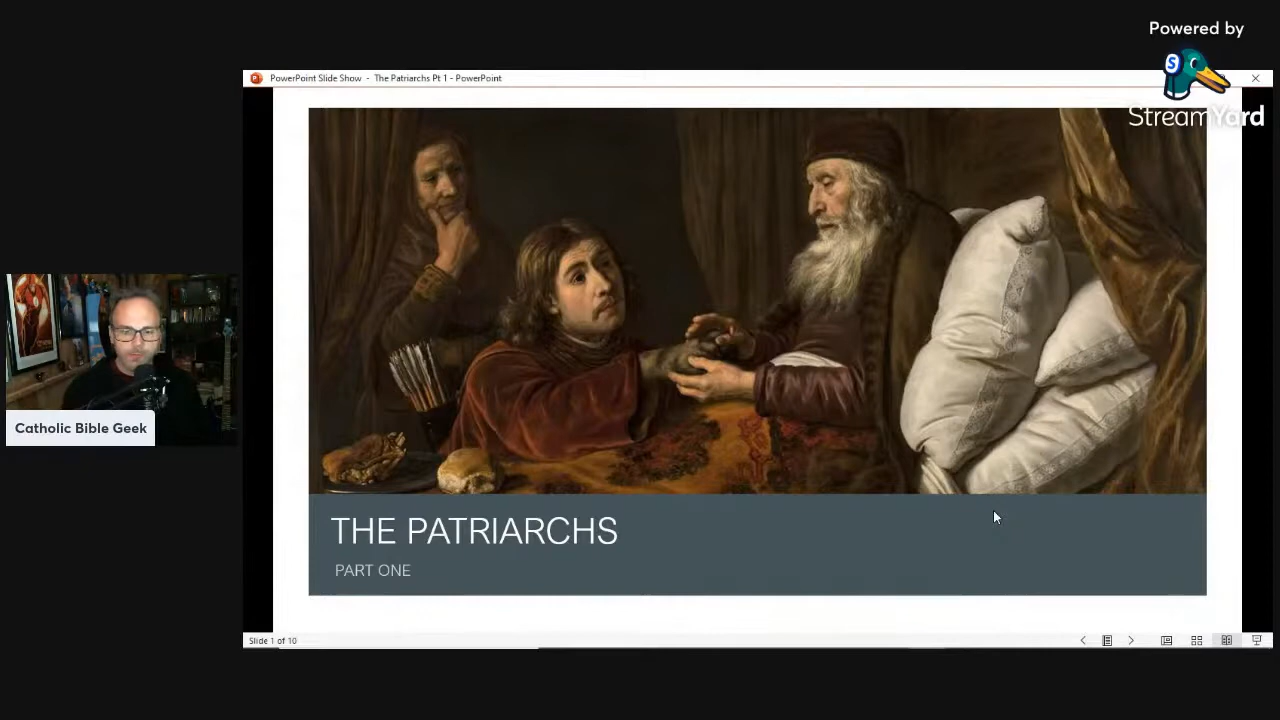 Powered by
StreamYard
PowerPoint Slide Show - The Patriarchs Pt 1 - PowerPoint
Catholic Bible Geek
THE PATRIARCHS
PART ONE
Slide 1 of 10